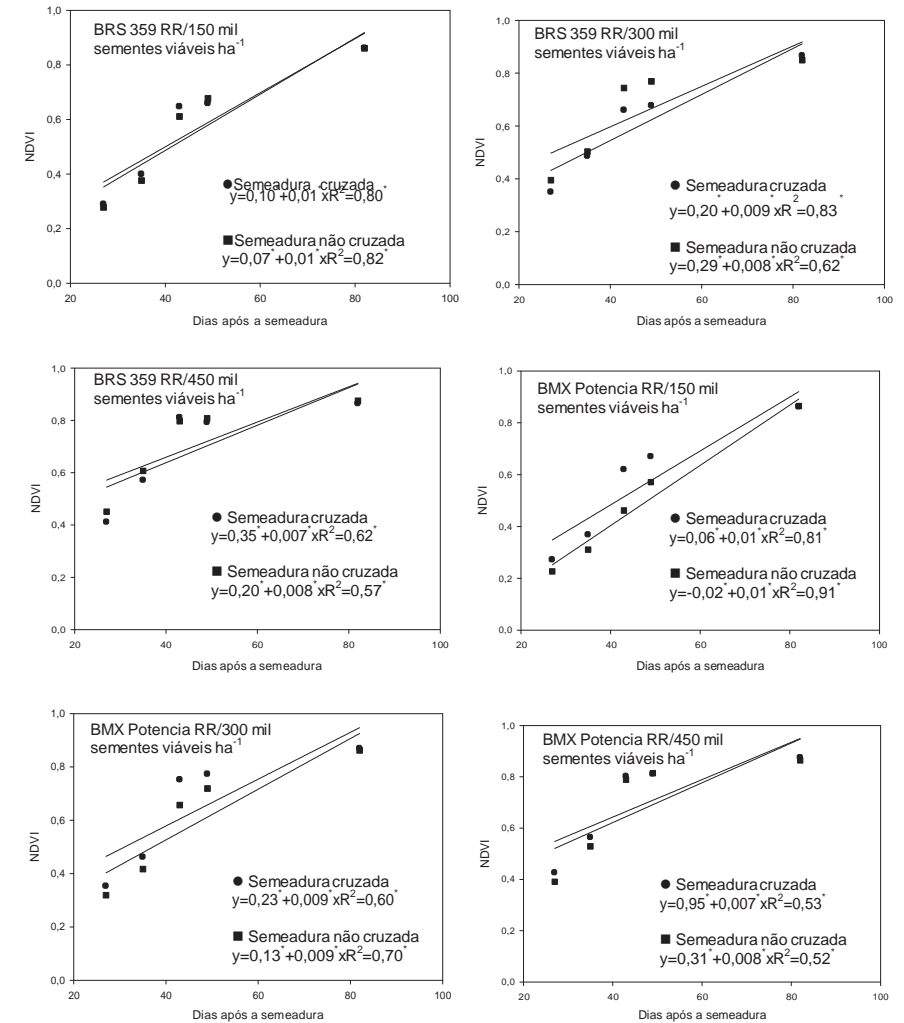 BRS 359 RR/150 mil
sementes viáveis ha-1
1,0
0,8
0,6
0,4
0,2
0,0
NDVI
Semeadura cruzada
y=0,10*+0,01*xR2=0,80*
Semeadura não cruzada
y=0,07*+0,01*xR2=0,82*
20 40 60 80 100
Dias após a semeadura
BRS 359 RR/300 mil
sementes viáveis ha-1
1,0
0,8
0,6
0,4
0,2
0,0
NDVI
Semeadura cruzada
y=0,20*+0,009*xR2=0,83*
Semeadura não cruzada
y=0,29*+0,008*xR2=0,62*
20 40 60 80 100
Dias após a semeadura
BRS 359 RR/450 mil
sementes viáveis ha-1
1,0
0,8
0,6
0,4
0,2
0,0
NDVI
Semeadura cruzada
y=0,35*+0,007*xR2=0,62*
Semeadura não cruzada
y=0,20*+0,008*xR2=0,57*
20 40 60 80 100
Dias após a semeadura
BMX Potencia RR/150 mil
sementes viáveis ha-1
1,0
0,8
0,6
0,4
0,2
0,0
NDVI
Semeadura cruzada
y=0,06*+0,01*xR2=0,81*
Semeadura não cruzada
y=-0,02*+0,01*xR2=0,91*
20 40 60 80 100
Dias após a semeadura
BMX Potencia RR/300 mil
sementes viáveis ha-1
1,0
0,8
0,6
0,4
0,2
0,0
NDVI
Semeadura cruzada
y=0,23*+0,009*xR2=0,60*
Semeadura não cruzada
y=0,13*+0,009*xR2=0,70*
20 40 60 80 100
Dias após a semeadura
BMX Potencia RR/450 mil
sementes viáveis ha-1
1,0
0,8
0,6
0,4
0,2
0,0
NDVI
Semeadura cruzada
y=0,95*+0,007*xR2=0,53*
Semeadura não cruzada
y=0,31*+0,008*xR2=0,52*
20 40 60 80 100
Dias após a semeadura